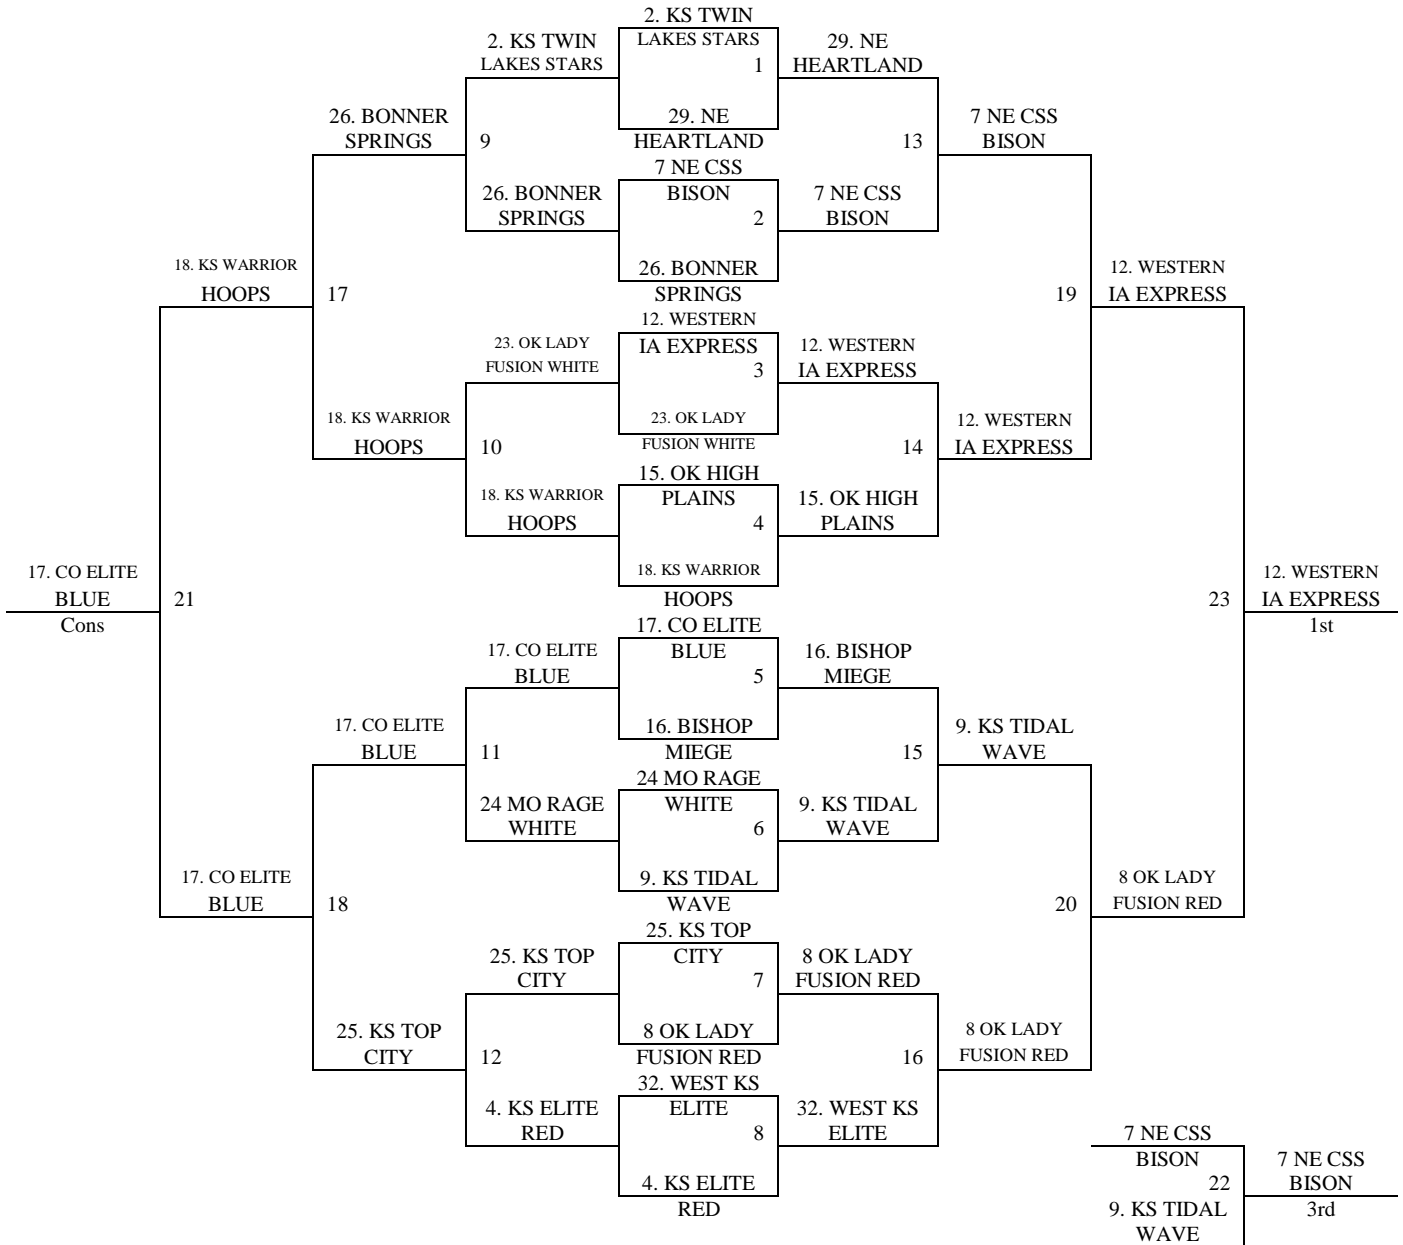 2. KS TWIN
LAKES STARS
1
29. NE
HEARTLAND
2. KS TWIN
LAKES STARS
29. NE
HEARTLAND
26. BONNER
SPRINGS
9
13
7 NE CSS
BISON
7 NE CSS
BISON
2
26. BONNER
SPRINGS
26. BONNER
SPRINGS
7 NE CSS
BISON
18. KS WARRIOR
HOOPS
17
19
12. WESTERN
IA EXPRESS
12. WESTERN
IA EXPRESS
3
23. OK LADY
FUSION WHITE
23. OK LADY
FUSION WHITE
12. WESTERN
IA EXPRESS
18. KS WARRIOR
HOOPS
10
14
12. WESTERN
IA EXPRESS
15. OK HIGH
PLAINS
4
18. KS WARRIOR
HOOPS
18. KS WARRIOR
HOOPS
15. OK HIGH
PLAINS
17. CO ELITE
BLUE
Cons
21
23
12. WESTERN
IA EXPRESS
1st
17. CO ELITE
BLUE
5
16. BISHOP
MIEGE
17. CO ELITE
BLUE
16. BISHOP
MIEGE
17. CO ELITE
BLUE
11
15
9. KS TIDAL
WAVE
24 MO RAGE
WHITE
6
9. KS TIDAL
WAVE
24 MO RAGE
WHITE
9. KS TIDAL
WAVE
17. CO ELITE
BLUE
18
20
8 OK LADY
FUSION RED
25. KS TOP
CITY
7
8 OK LADY
FUSION RED
25. KS TOP
CITY
8 OK LADY
FUSION RED
25. KS TOP
CITY
12
16
8 OK LADY
FUSION RED
32. WEST KS
ELITE
8
4. KS ELITE
RED
4. KS ELITE
RED
32. WEST KS
ELITE
7 NE CSS
BISON
22
9. KS TIDAL
WAVE
7 NE CSS
BISON
3rd